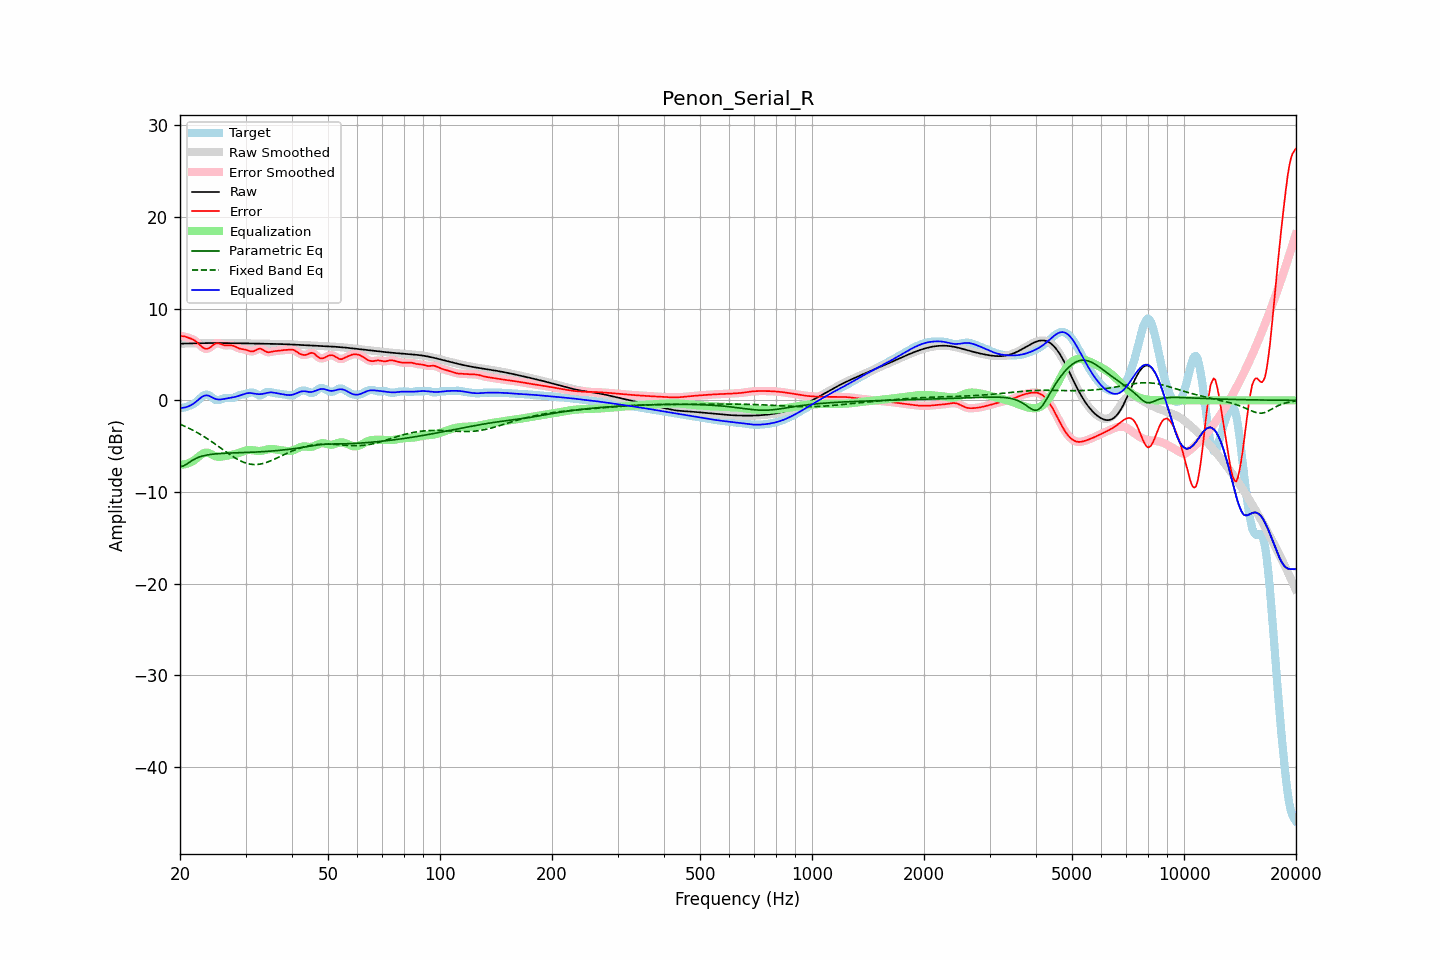 Penon_Serial_R
Target
Raw Smoothed
Error Smoothed
Raw
Error
Equalization
Parametric Eq
Fixed Band Eq
Equalized
30
20
10
0
−10
−20
−30
−40
Amplitude (dBr)
20 50 100 200 500 1000 2000 5000 10000 20000
Frequency (Hz)